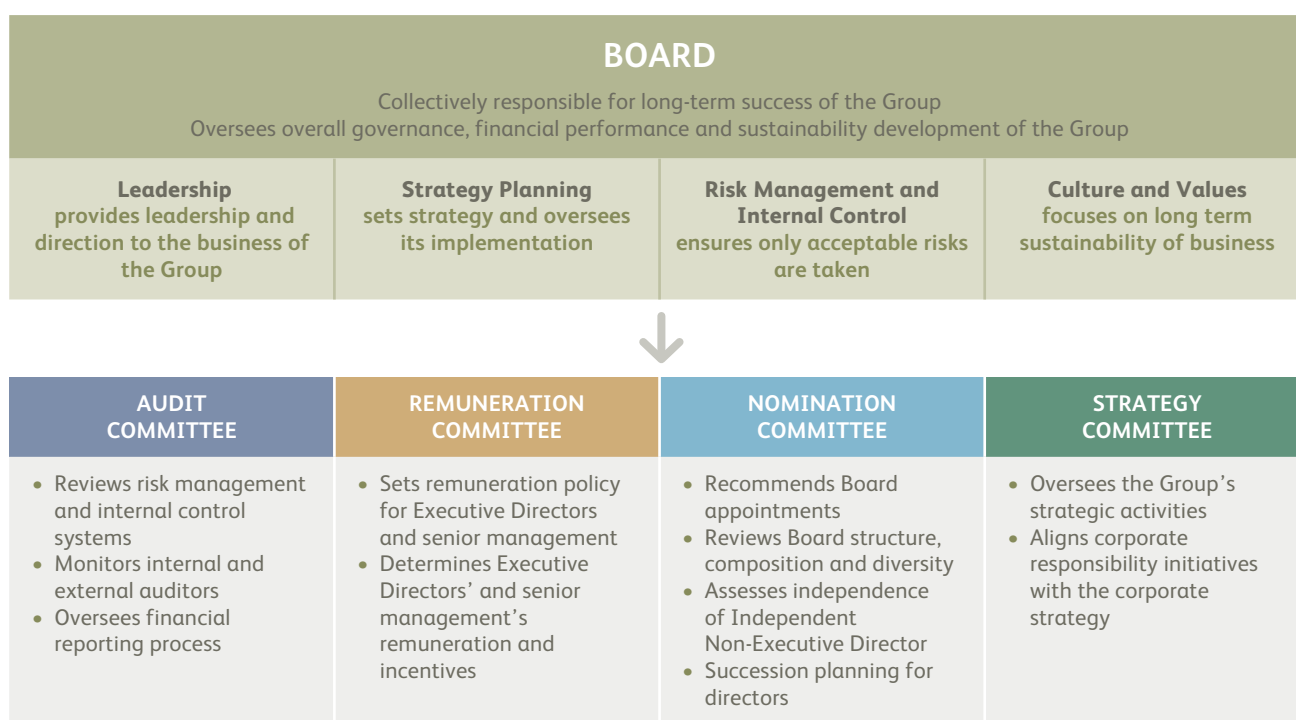 BOARD
Collectively responsible for long-term success of the Group
Oversees overall governance, financial performance and sustainability development of the Group
Leadership
provides leadership and
direction to the business of
the Group
Strategy Planning
sets strategy and oversees
its implementation
Risk Management and
Internal Control
ensures only acceptable risks
are taken
Culture and Values
focuses on long term
sustainability of business
AUDIT
COMMITTEE
• Reviews risk management
and internal control
systems
• Monitors internal and
external auditors
• Oversees financial
reporting process
REMUNERATION
COMMITTEE
• Sets remuneration policy
for Executive Directors
and senior management
• Determines Executive
Directors’ and senior
management’s
remuneration and
incentives
NOMINATION
COMMITTEE
• Recommends Board
appointments
• Reviews Board structure,
composition and diversity
• Assesses independence
of Independent
Non-Executive Director
• Succession planning for
directors
STRATEGY
COMMITTEE
• Oversees the Group’s
strategic activities
• Aligns corporate
responsibility initiatives
with the corporate
strategy